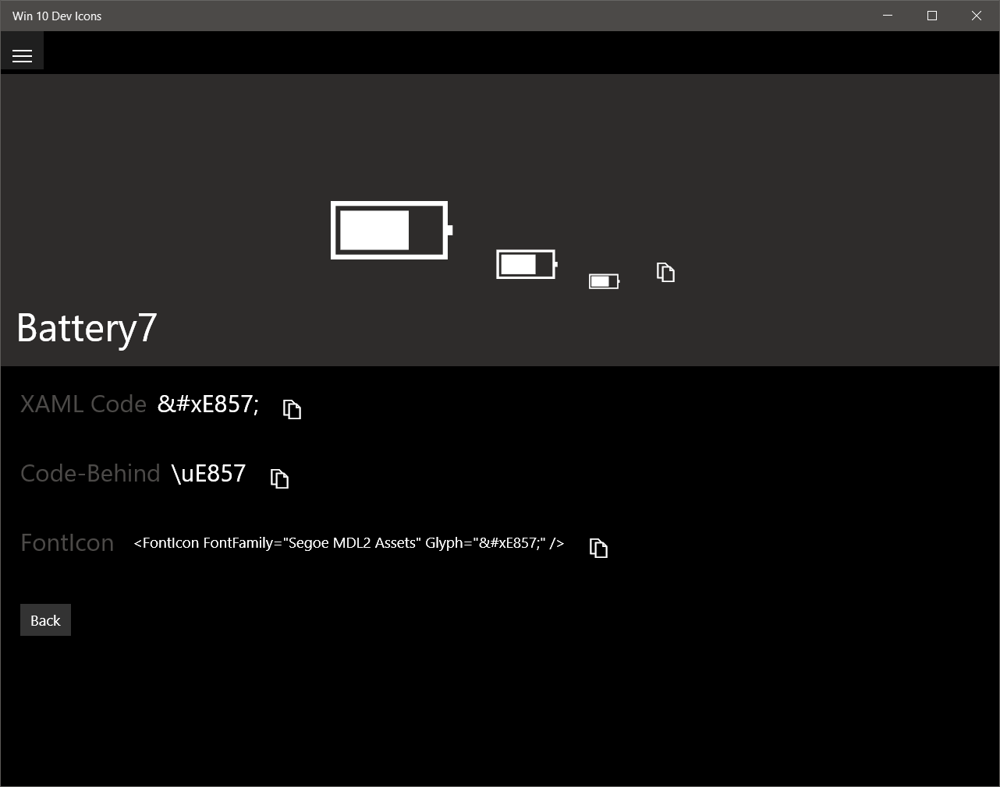 Win 10 Dev Icons
Battery7
XAML Code &#xE857;
Code-Behind \uE857
FontIcon <FontIcon FontFamily="Segoe MDL2 Assets" Glyph="&#xE857;" />
Back